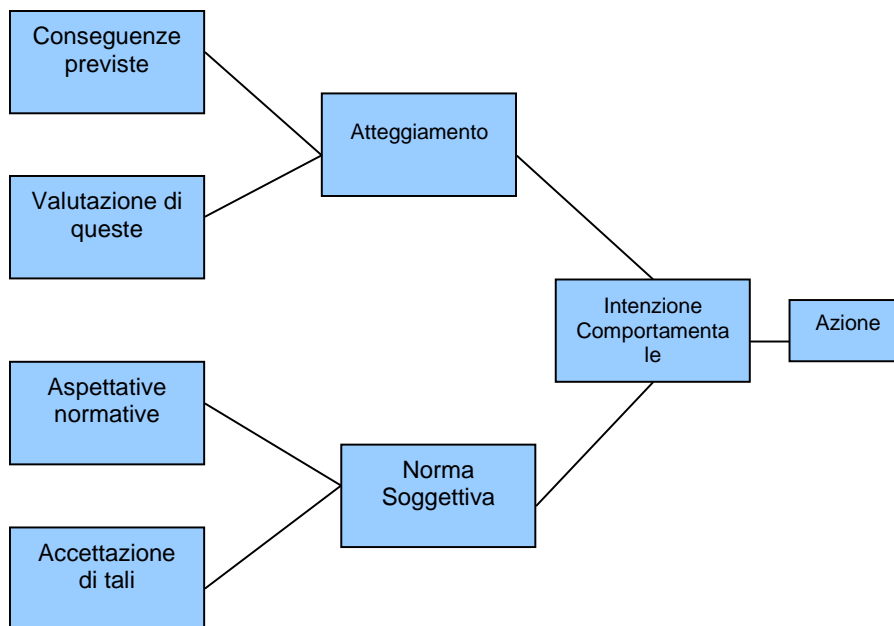 Conseguenze
previste
Atteggiamento
Valutazione di
queste
Intenzione
Comportamenta
le
Azione
Aspettative
normative
Norma
Soggettiva
Accettazione
di tali